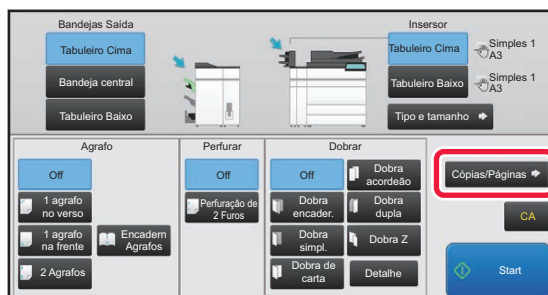 Bandejas Saída
Tabuleiro Cima
Bandeja central
Tabuleiro Baixo
Insersor
Tabuleiro Cima
Simples 1
A3
Tabuleiro Baixo
Simples 1
A3
Tipo e tamanho
Agrafo
Off
1 agrafo
no verso
1 agrafo
na frente
Encadern
Agrafos
2 Agrafos
Perfurar
Off
Perfuração de
2 Furos
Dobrar
Off
Dobra
acordeão
Dobra
encader.
Dobra
dupla
Dobra
simpl.
Dobra Z
Dobra de
carta
Detalhe
Cópias/Páginas
CA
Start